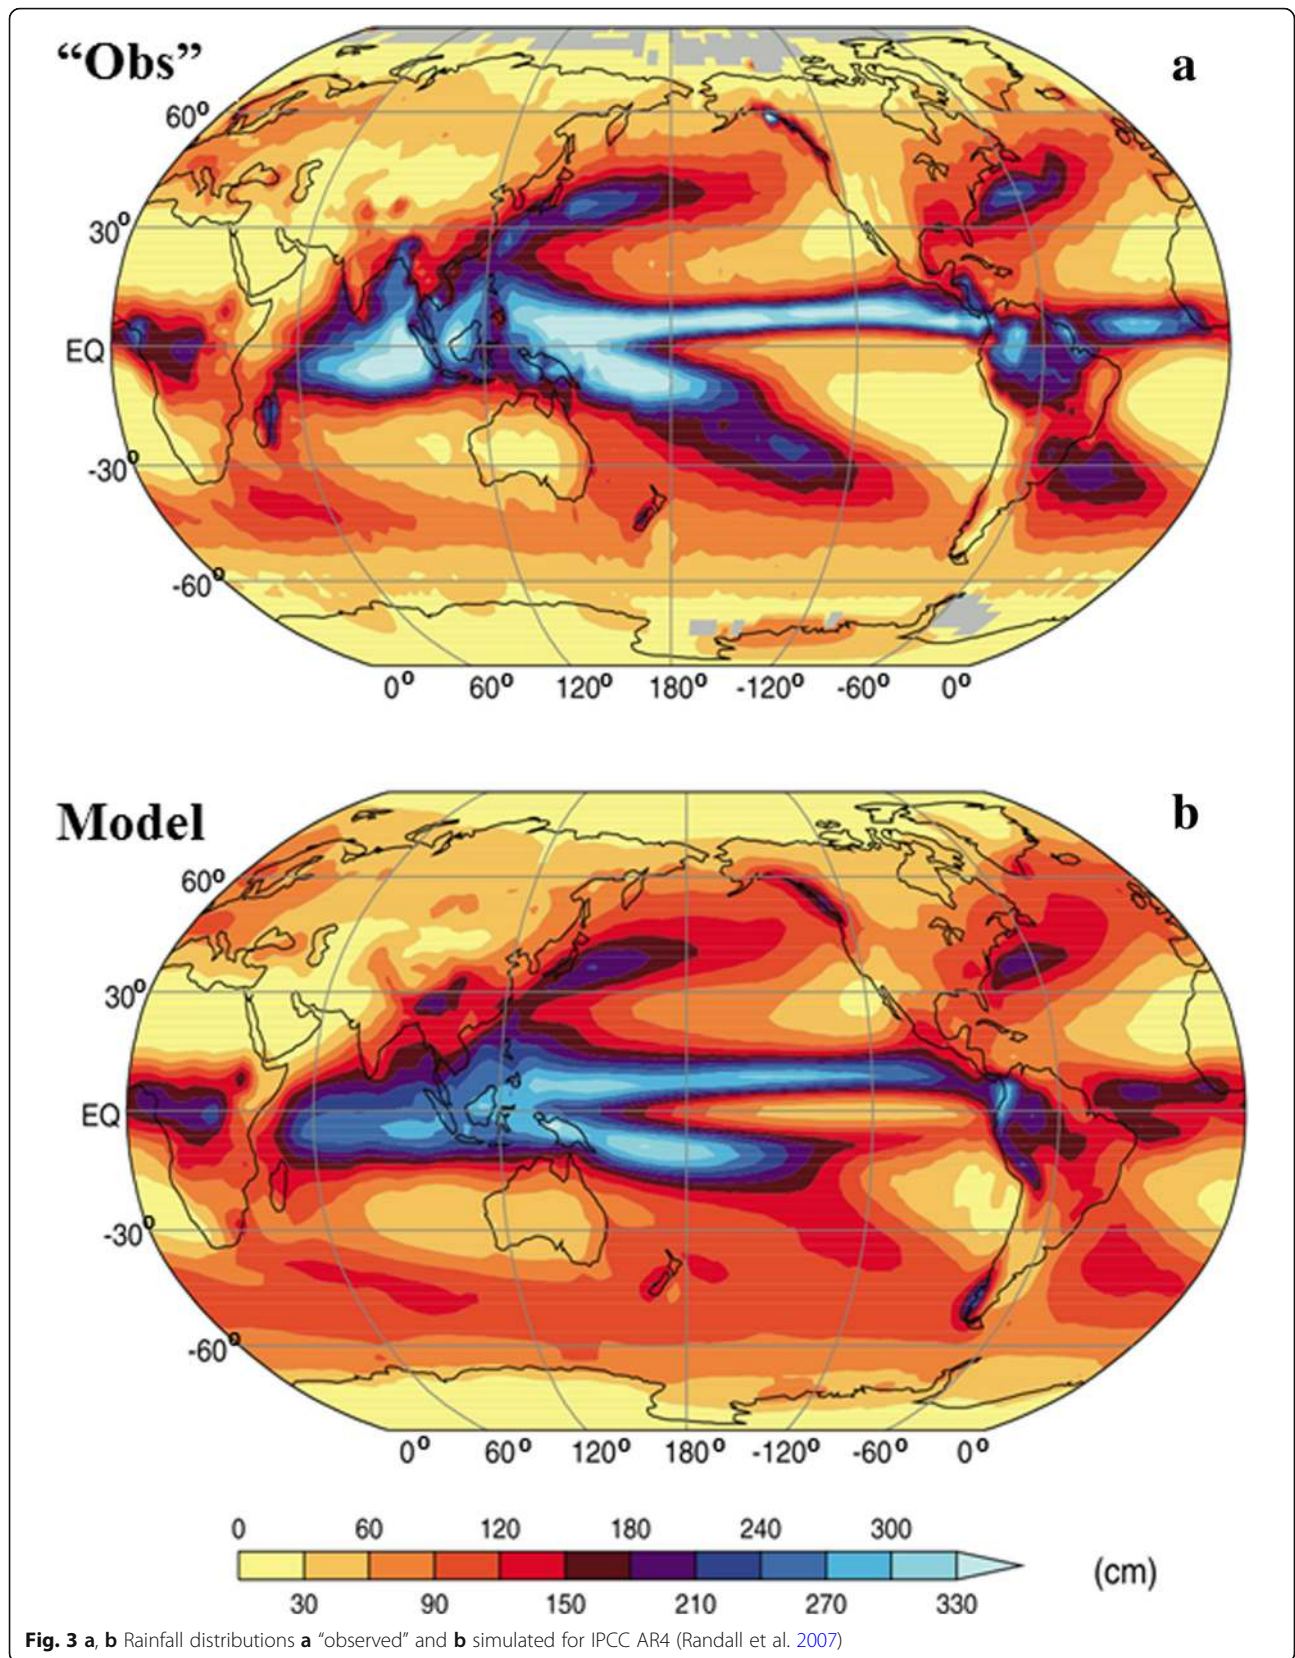 “Obs”
a
60⁰
30⁰
EQ
-30⁰
-60⁰
0⁰ 60⁰ 120⁰ 180⁰ -120⁰ -60⁰ 0⁰
Model
b
60⁰
30⁰
EQ
-30⁰
-60⁰
0⁰ 60⁰ 120⁰ 180⁰ -120⁰ -60⁰ 0⁰
0 60 120 180 240 300
(cm)
30 90 150 210 270 330
Fig. 3 a, b Rainfall distributions a “observed” and b simulated for IPCC AR4 (Randall et al. 2007)